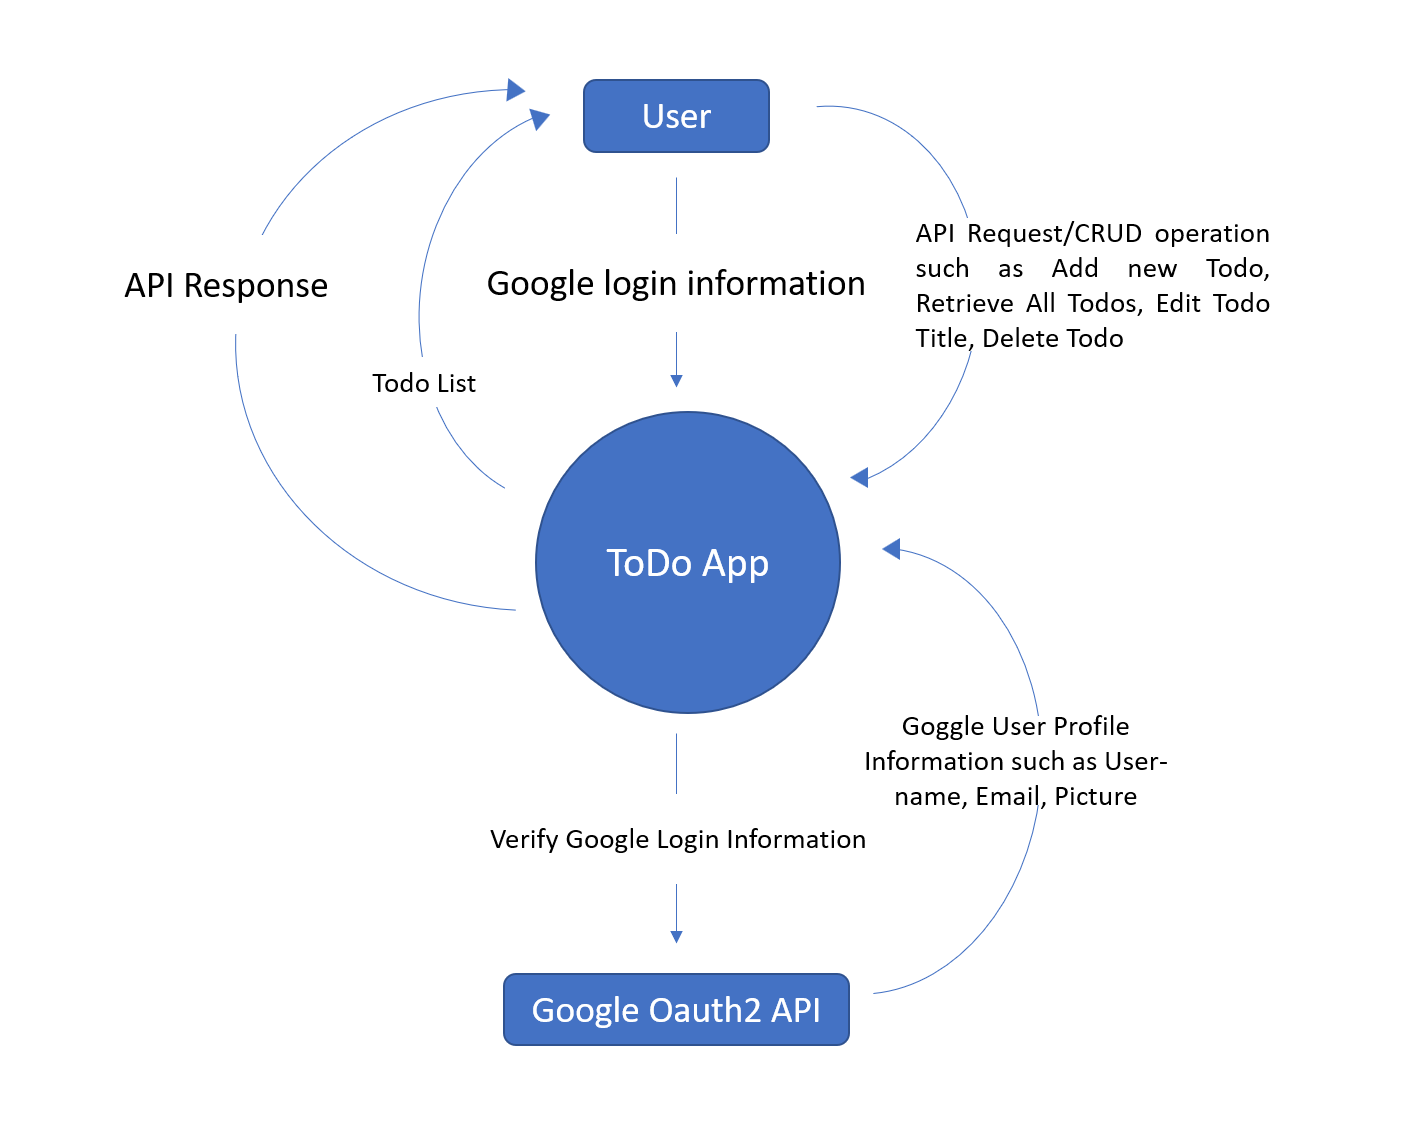 User
API Request/CRUD operation
such as Add new Todo,
Retrieve All Todos, Edit Todo
Title, Delete Todo
API Response
Google login information
Todo List
ToDo App
Goggle User Profile
Information such as User-
name, Email, Picture
Verify Google Login Information
Google Oauth2 API